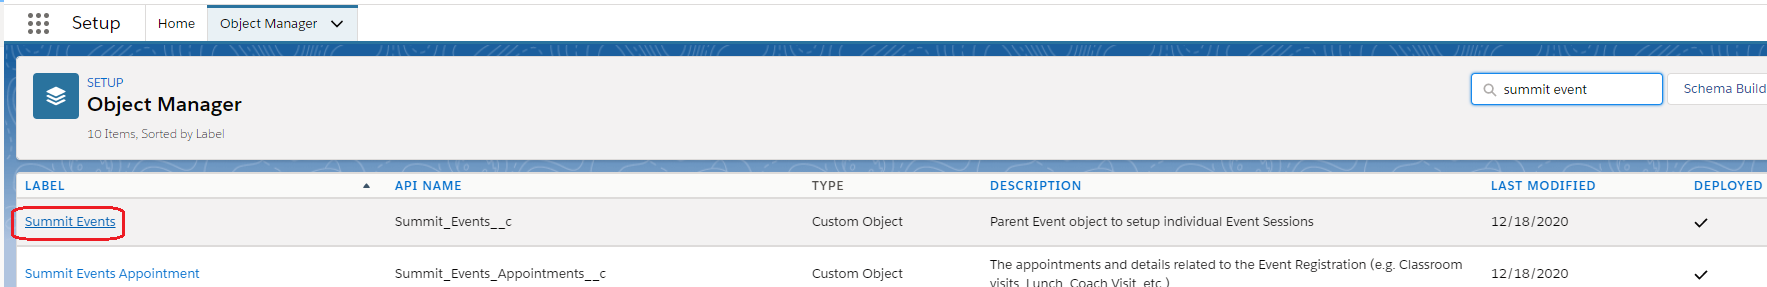 Setup Home Object Manager
SETUP
Object Manager
10 Items, Sorted by Label
summit event
Schema Build
LABEL API NAME TYPE DESCRIPTION LAST MODIFIED DEPLOYED
Summit Events Summit_Events__c Custom Object Parent Event object to setup individual Event Sessions 12/18/2020
Summit Events Appointment Summit_Events_Appointments__c Custom Object The appointments and details related to the Event Registration (e.g. Classroom 12/18/2020
visits, Lunch, Coach Visit, etc.)